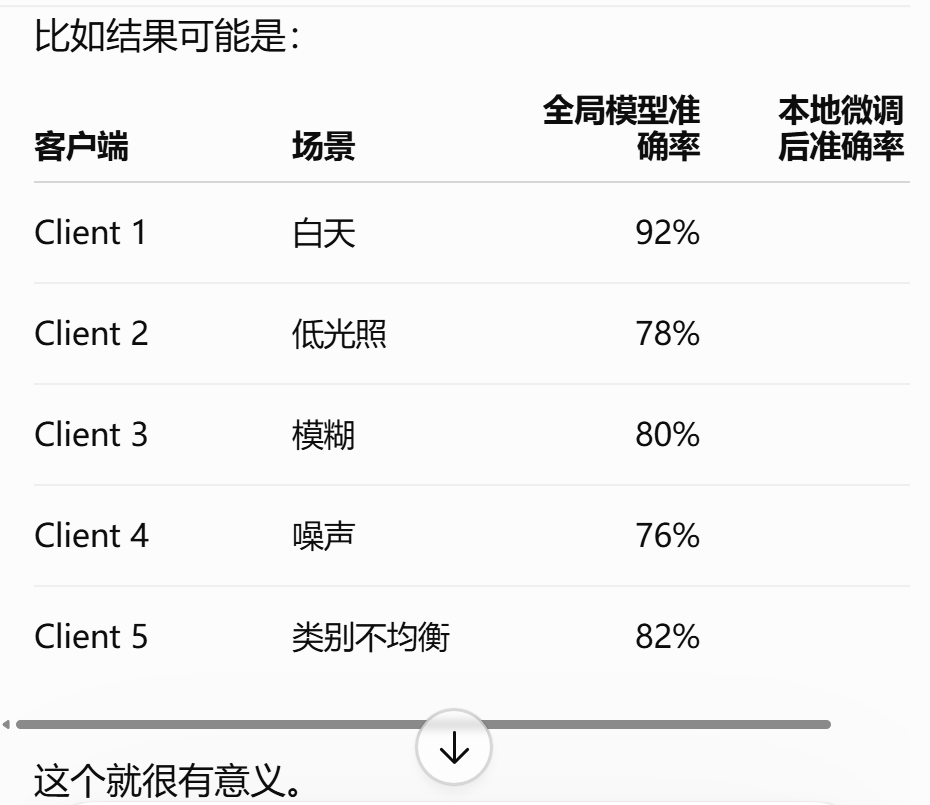 比如结果可能是：
客户端 场景 全局模型准确率 本地微调后准确率
Client 1 白天 92%
Client 2 低光照 78%
Client 3 模糊 80%
Client 4 噪声 76%
Client 5 类别不均衡 82%
这个就很有意义。